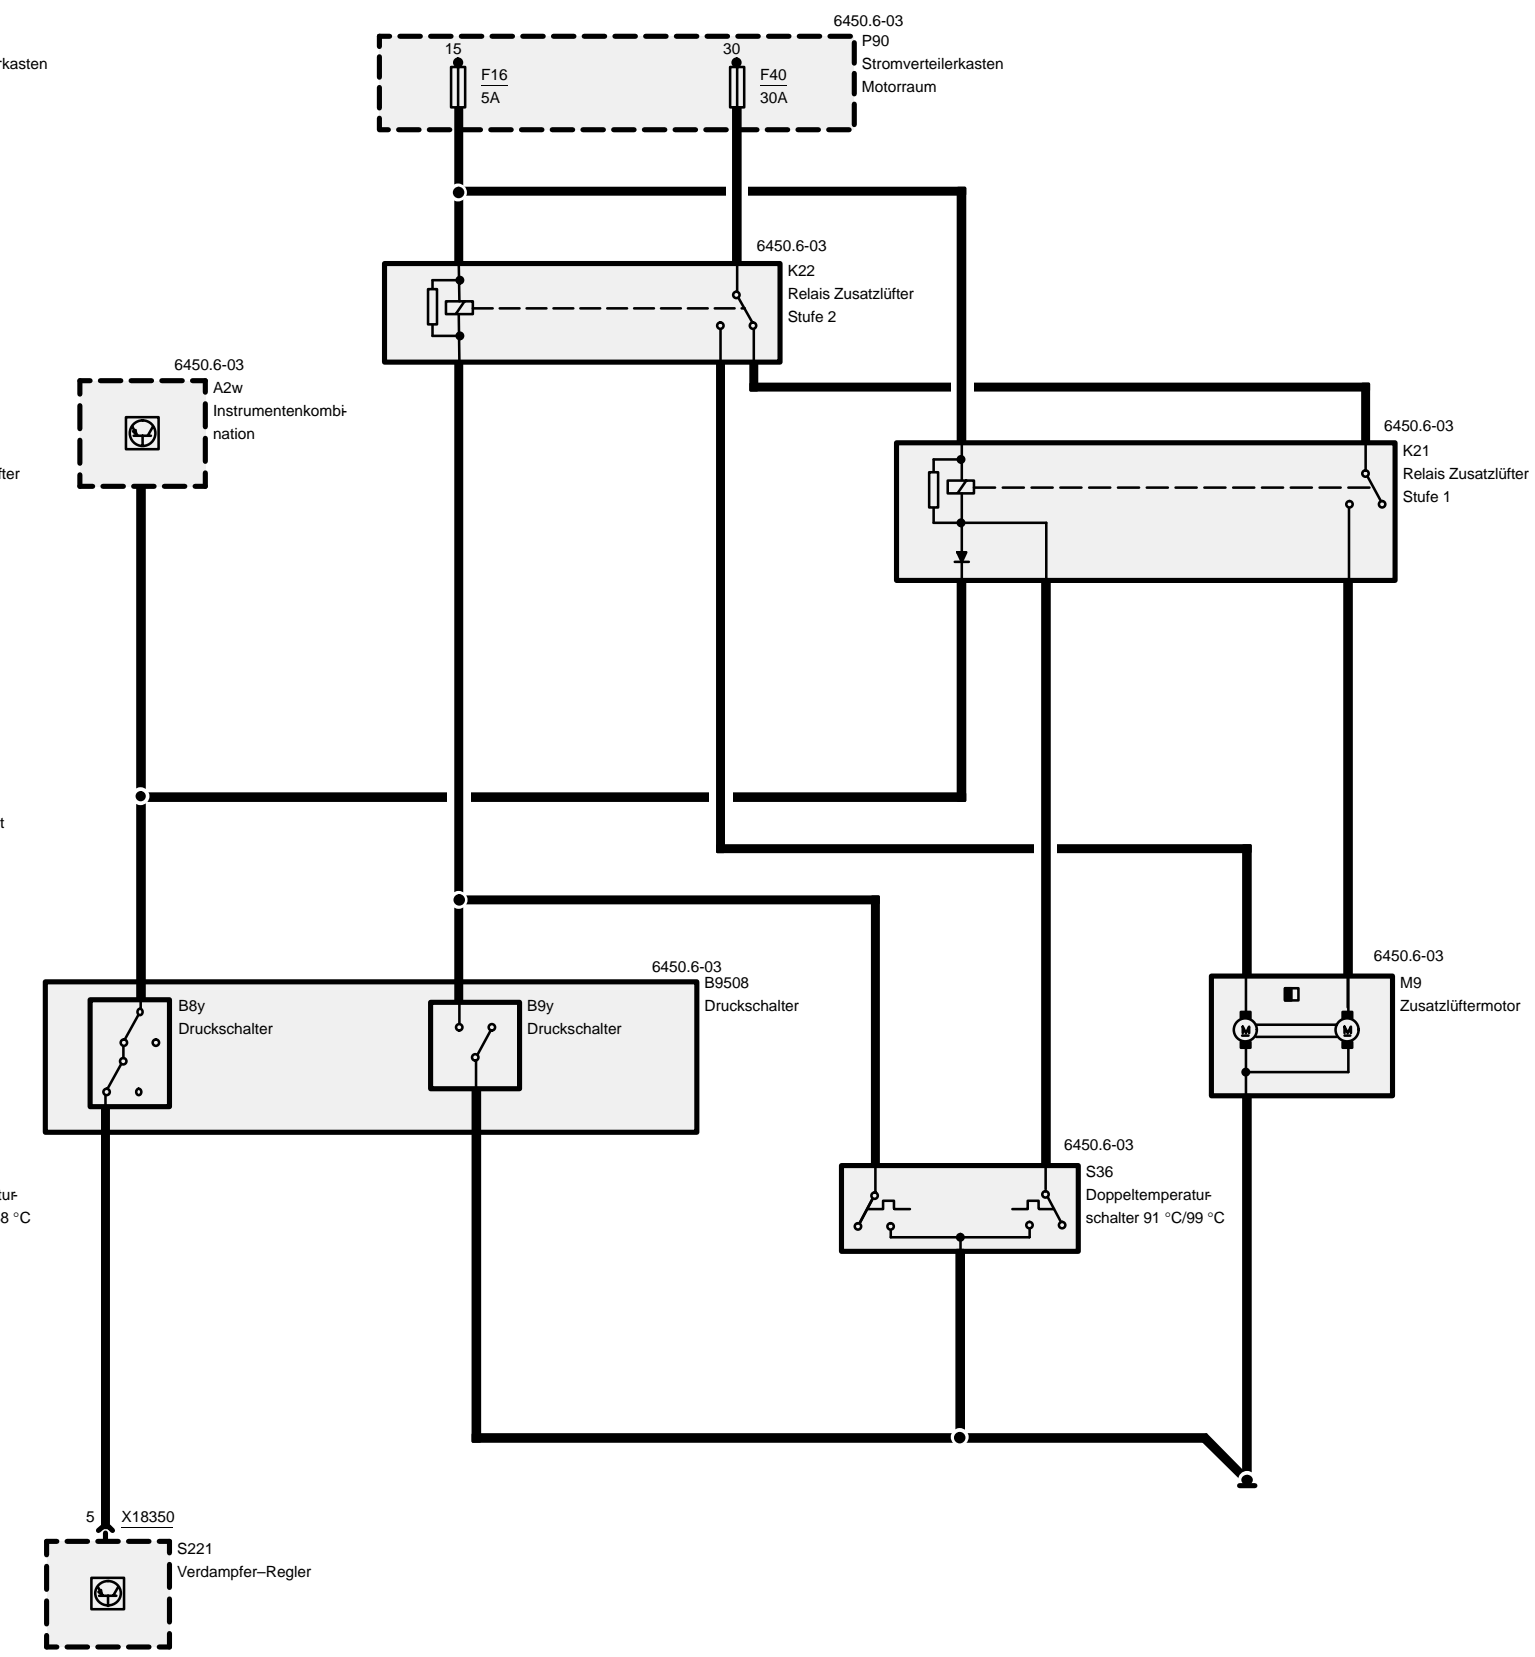 6450.6-03
P90
Stromverteilerkasten
Motorraum
15
30
F16
5A
F40
30A
rkasten
6450.6-03
K22
Relais Zusatzlüfter
Stufe 2
6450.6-03
A2w
Instrumentenkombi-
nation
6450.6-03
K21
Relais Zusatzlüfter
Stufe 1
fter
t
6450.6-03
B9508
Druckschalter
B8y
Druckschalter
B9y
Druckschalter
6450.6-03
M9
Zusatzlüftermotor
M
M
6450.6-03
S36
Doppeltemperatur-
schalter 91 °C/99 °C
tur-
8 °C
5
X18350
S221
Verdampfer–Regler